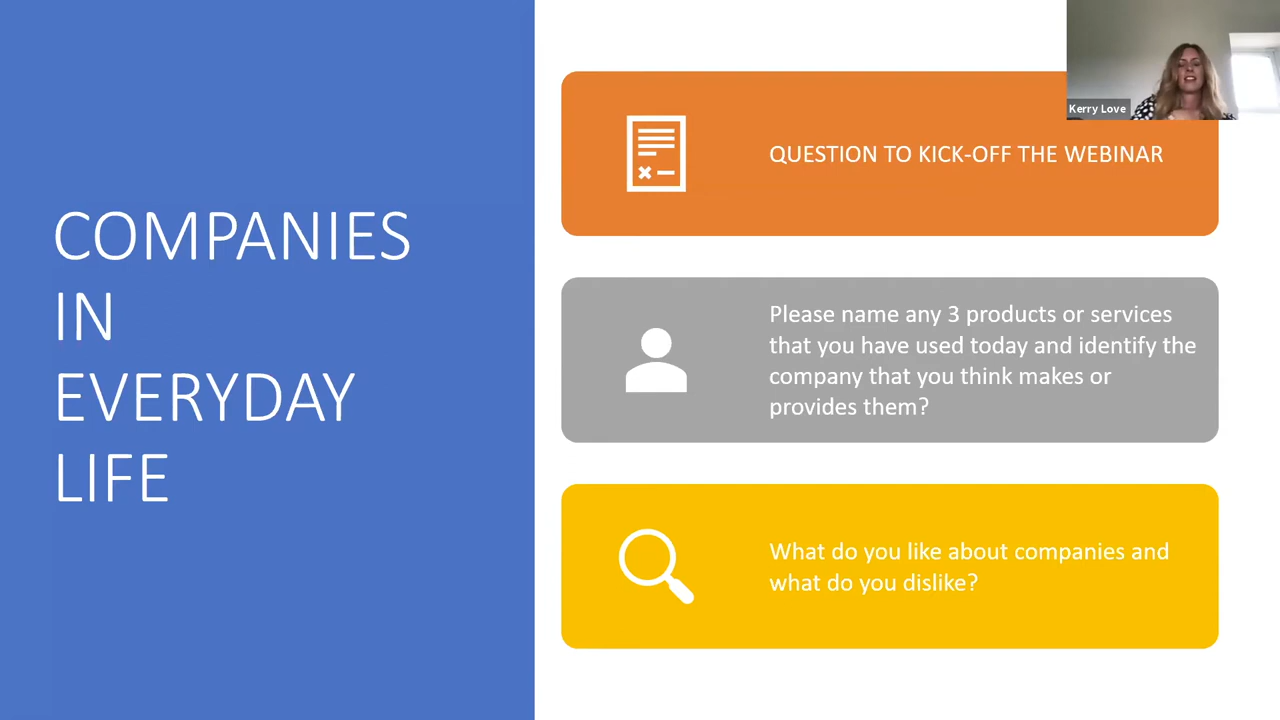 COMPANIES
IN
EVERYDAY
LIFE
QUESTION TO KICK-OFF THE WEBINAR
Please name any 3 products or services
that you have used today and identify the
company that you think makes or
provides them?
What do you like about companies and
what do you dislike?
Kerry Love